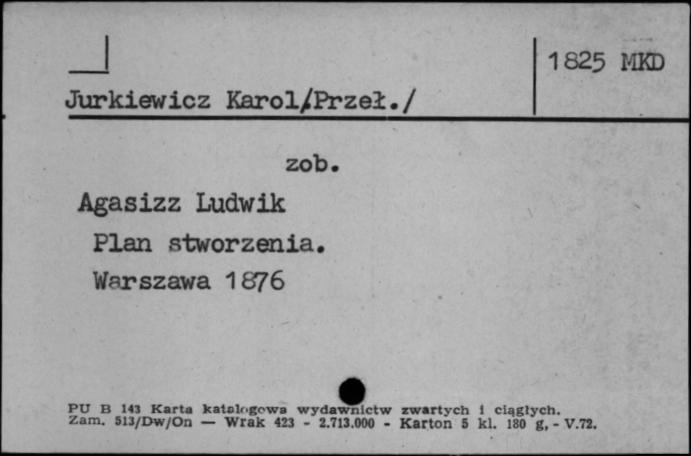 1825 MKD
Jurkiewicz Karol/Przeł./
zob.
Agasizz Ludwik
Plan stworzenia.
Warszawa 1876
PU B 143 Karta katalogowa wydawnictw zwartych i ciągłych.
Zam. 513/Dw/On — Wrak 423 - 2.713.000 - Karton 5 kl. 180 g, - V.72.